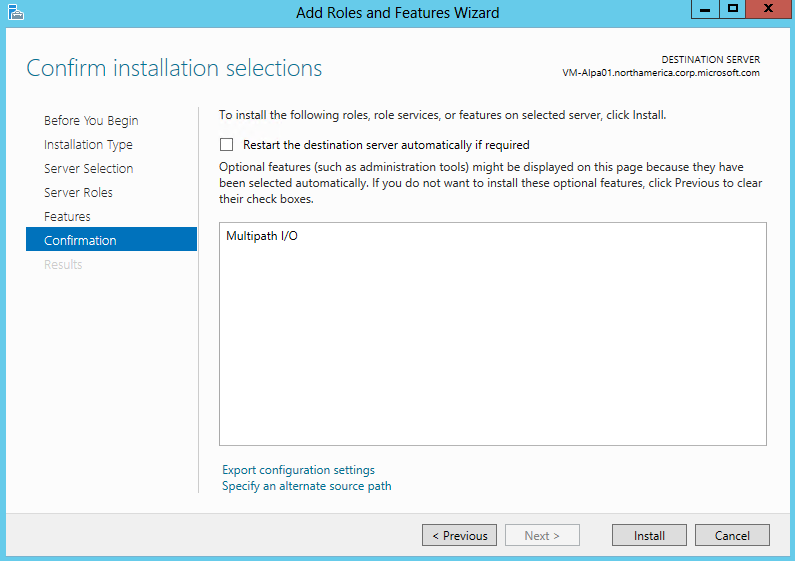 Add Roles and Features Wizard
Confirm installation selections
DESTINATION SERVER
VM-Alpa01.northamerica.corp.microsoft.com
Before You Begin
Installation Type
Server Selection
Server Roles
Features
Confirmation
Results
To install the following roles, role services, or features on selected server, click Install.
Restart the destination server automatically if required
Optional features (such as administration tools) might be displayed on this page because they have
been selected automatically. If you do not want to install these optional features, click Previous to clear
their check boxes.
Multipath I/O
Export configuration settings
Specify an alternate source path
< Previous
Next >
Install
Cancel